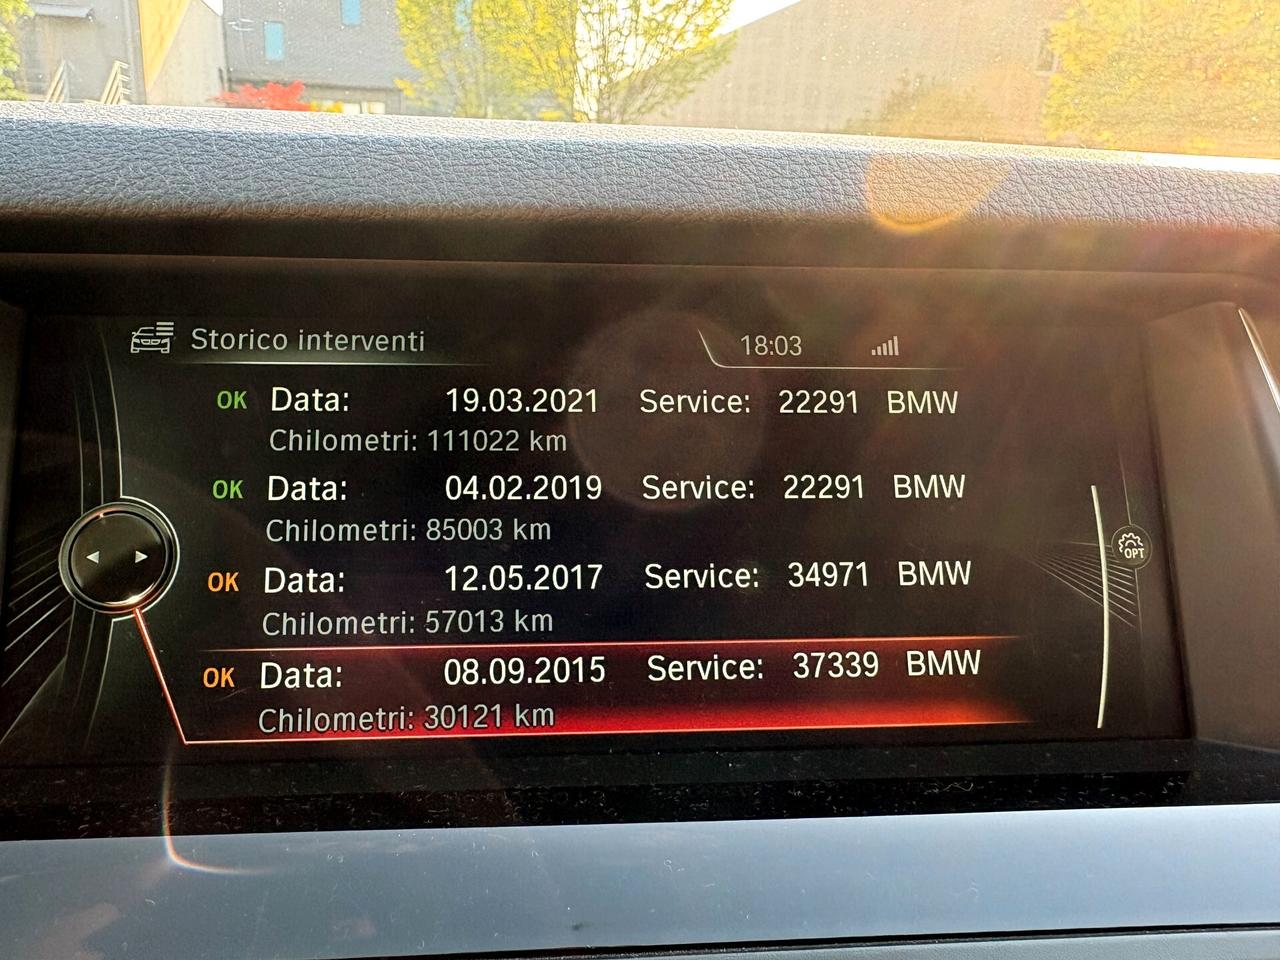 Storico interventi 18:03
OK Data: 19.03.2021 Service: 22291 BMW
Chilometri: 111022 km
OK Data: 04.02.2019 Service: 22291 BMW
Chilometri: 85003 km
OK Data: 12.05.2017 Service: 34971 BMW
Chilometri: 57013 km
OPT
OK Data: 08.09.2015 Service: 37339 BMW
Chilometri: 30121 km